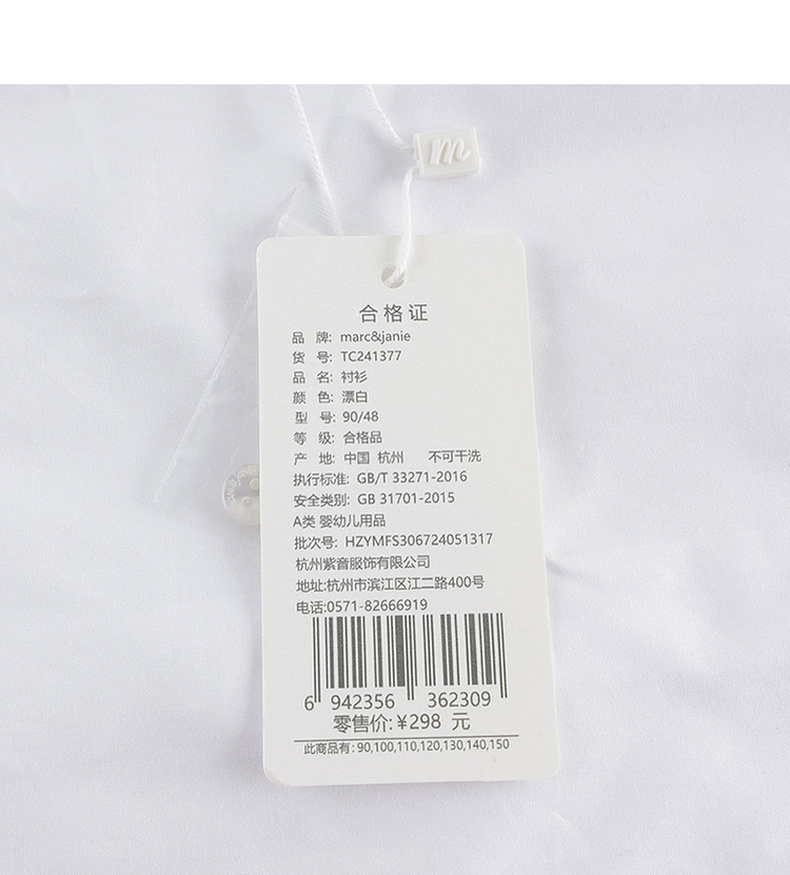 m
合格证
品 牌: marc&janie
货 号: TC241377
品 名: 衬衫
颜 色: 漂白
型 号: 90/48
等 级: 合格品
产 地: 中国 杭州 不可干洗
执行标准: GB/T 33271-2016
安全类别: GB 31701-2015
A类 婴幼儿用品
批次号: HZYMFS306724051317
杭州紫音服饰有限公司
地址:杭州市滨江区江二路400号
电话:0571-82666919
6 942356 362309
零售价:¥298 元
此商品有: 90,100,110,120,130,140,150